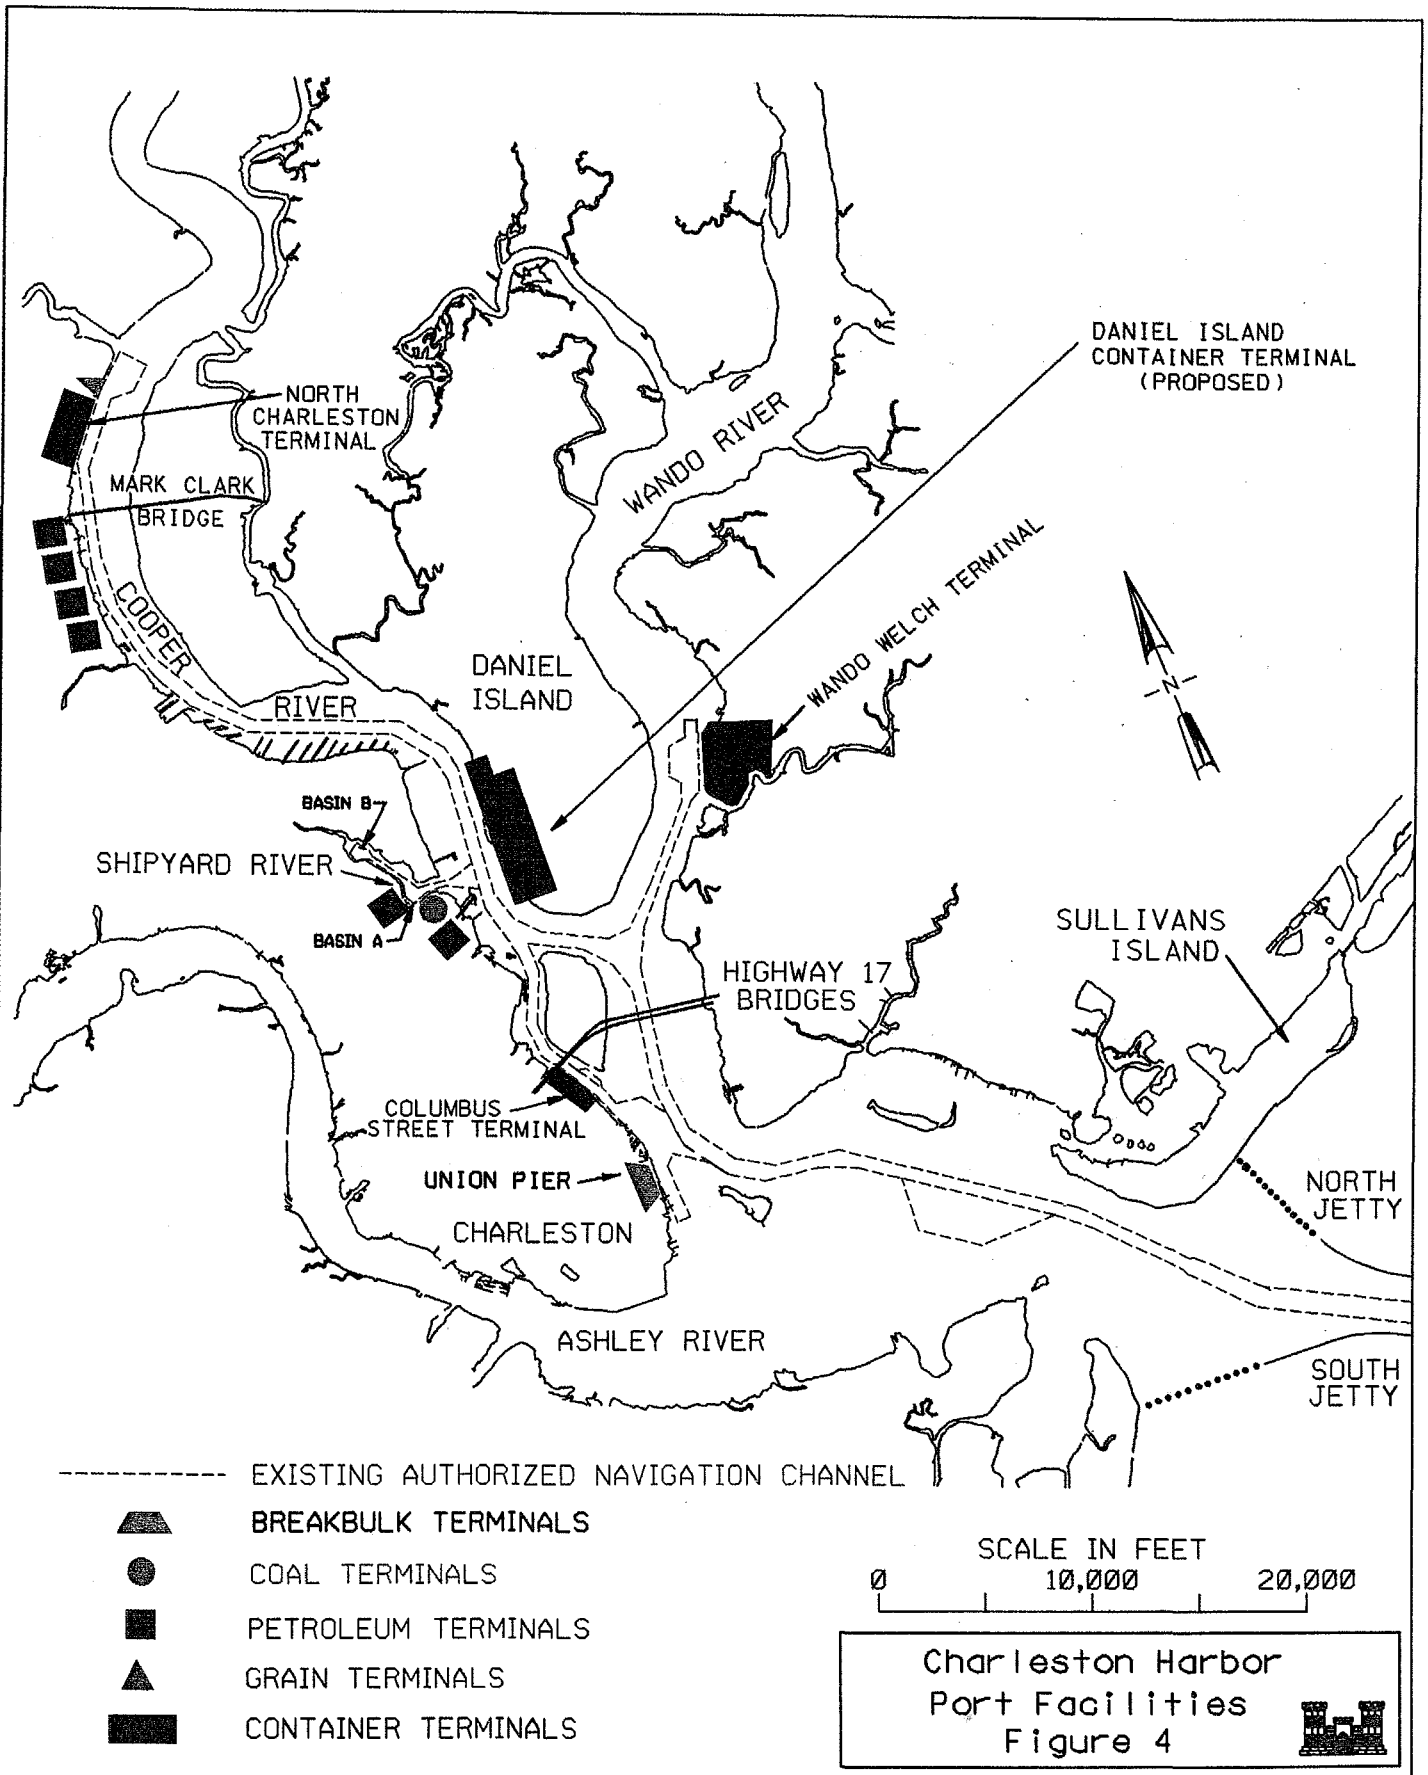 DANIEL ISLAND
CONTAINER TERMINAL
(PROPOSED)
NORTH
CHARLESTON
TERMINAL
WANDO RIVER
MARK CLARK
BRIDGE
WANDO WELCH TERMINAL
COOPER
RIVER
DANIEL
ISLAND
N
BASIN B
SHIPYARD RIVER
BASIN A
SULLIVANS
ISLAND
HIGHWAY 17
BRIDGES
COLUMBUS
STREET TERMINAL
UNION PIER
NORTH
JETTY
CHARLESTON
ASHLEY RIVER
SOUTH
JETTY
EXISTING AUTHORIZED NAVIGATION CHANNEL
BREAKBULK TERMINALS
COAL TERMINALS
PETROLEUM TERMINALS
GRAIN TERMINALS
CONTAINER TERMINALS
SCALE IN FEET
0 10,000 20,000
Charleston Harbor
Port Facilities
Figure 4